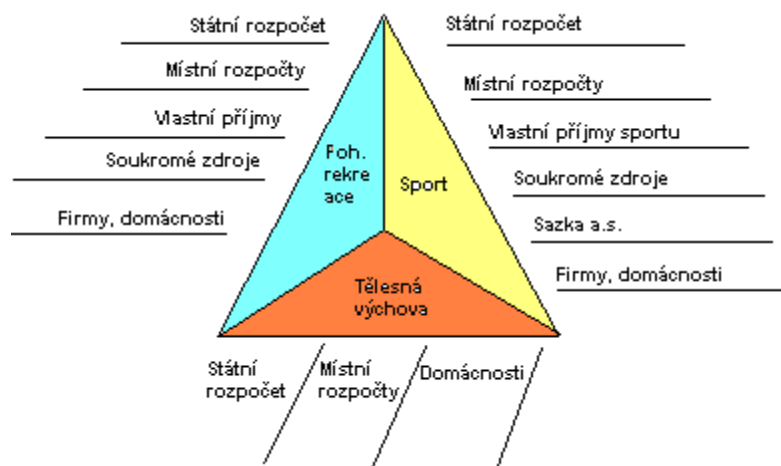 Státní rozpočet
Místní rozpočty
Vlastní příjmy
Soukromé zdroje
Firmy, domácnosti
Státní rozpočet
Místní rozpočty
Vlastní příjmy sportu
Soukromé zdroje
Sazka a.s.
Firmy, domácnosti
Foh.
rekre
ace
Sport
Tělesná
výchova
Státní
rozpočet
Místní
rozpočty
Domácnosti